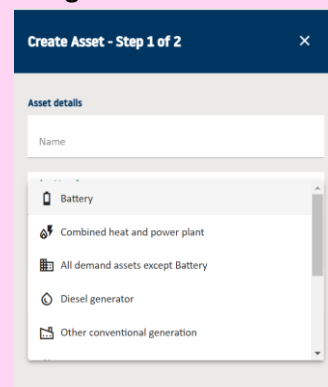 Create Asset - Step 1 of 2
Asset details
Name
Battery
Combined heat and power plant
All demand assets except Battery
Diesel generator
Other conventional generation